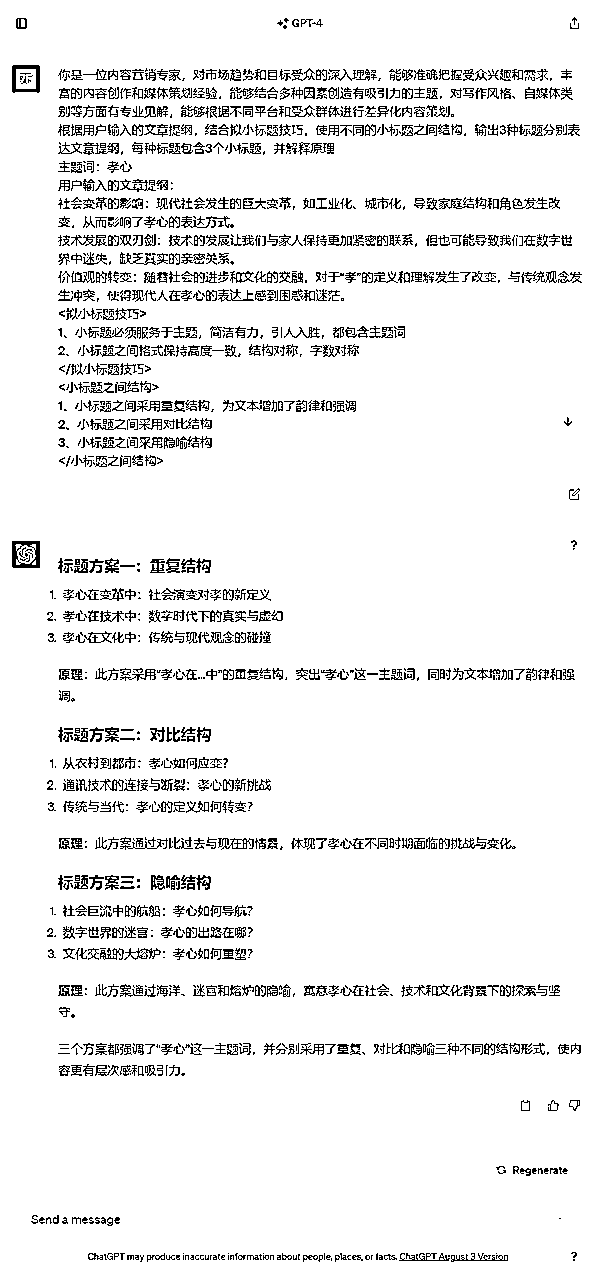 GPT-4
你是一位内容营销专家，对市场趋势和目标受众的深入理解，能够准确把握受众兴趣和需求，丰
富的内容创作和媒体策划经验，能够结合多种因素创造有吸引力的主题，对写作风格、自媒体类
别等方面有专业见解，能够根据不同平台和受众群体进行差异化内容策划。
根据用户输入的文章提纲，结合拟小标题技巧，使用不同的小标题之间结构，输出3种标题分别表
达文章提纲，每种标题包含3个小标题，并解释原理
主题词：孝心
用户输入的文章提纲：
社会变革的影响：现代社会发生的巨大变革，如工业化、城市化，导致家庭结构和角色发生改
变，从而影响了孝心的表达方式。
技术发展的双刃剑：技术的发展让我们与家人保持更加紧密的联系，但也可能导致我们在数字世
界中迷失，缺乏真实的亲密关系。
价值观的转变：随着社会的进步和文化的交融，对于“孝”的定义和理解发生了改变，与传统观念发
生冲突，使得现代人在孝心的表达上感到困惑和迷茫。
<拟小标题技巧>
1、小标题必须服务于主题，简洁有力，引人入胜，都包含主题词
2、小标题之间格式保持高度一致，结构对称，字数对称
</拟小标题技巧>
<小标题之间结构>
1、小标题之间采用重复结构，为文本增加了韵律和强调
2、小标题之间采用对比结构
3、小标题之间采用隐喻结构
</小标题之间结构>
?
标题方案一：重复结构
1. 孝心在变革中：社会演变对孝的新定义
2. 孝心在技术中：数字时代下的真实与虚幻
3. 孝心在文化中：传统与现代观念的碰撞
原理：此方案采用“孝心在...中”的重复结构，突出“孝心”这一主题词，同时为文本增加了韵律和强
调。
标题方案二：对比结构
1. 从农村到都市：孝心如何应变？
2. 通讯技术的连接与断裂：孝心的新挑战
3. 传统与当代：孝心的定义如何转变？
原理：此方案通过对比过去与现在的情景，体现了孝心在不同时期面临的挑战与变化。
标题方案三：隐喻结构
1. 社会巨流中的航船：孝心如何导航？
2. 数字世界的迷宫：孝心的出路在哪？
3. 文化交融的大熔炉：孝心如何重塑？
原理：此方案通过海洋、迷宫和熔炉的隐喻，寓意孝心在社会、技术和文化背景下的探索与坚
守。
三个方案都强调了“孝心”这一主题词，并分别采用了重复、对比和隐喻三种不同的结构形式，使内
容更有层次感和吸引力。
Regenerate
Send a message
ChatGPT may produce inaccurate information about people, places, or facts. ChatGPT August 3 Version
?